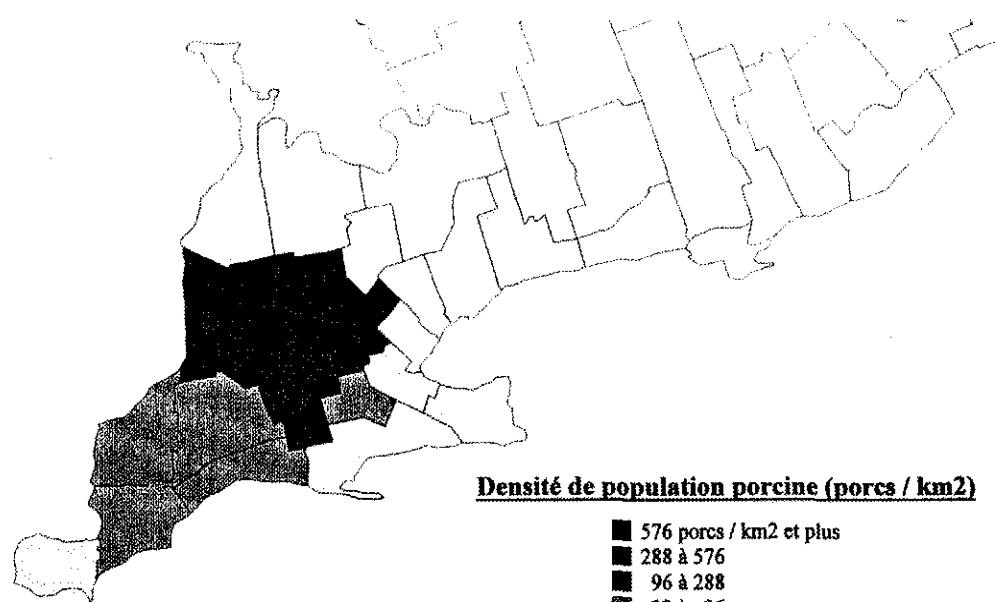 Densité de population porcine (porcs / km2)
576 porcs / km2 et plus
288 à 576
96 à 288